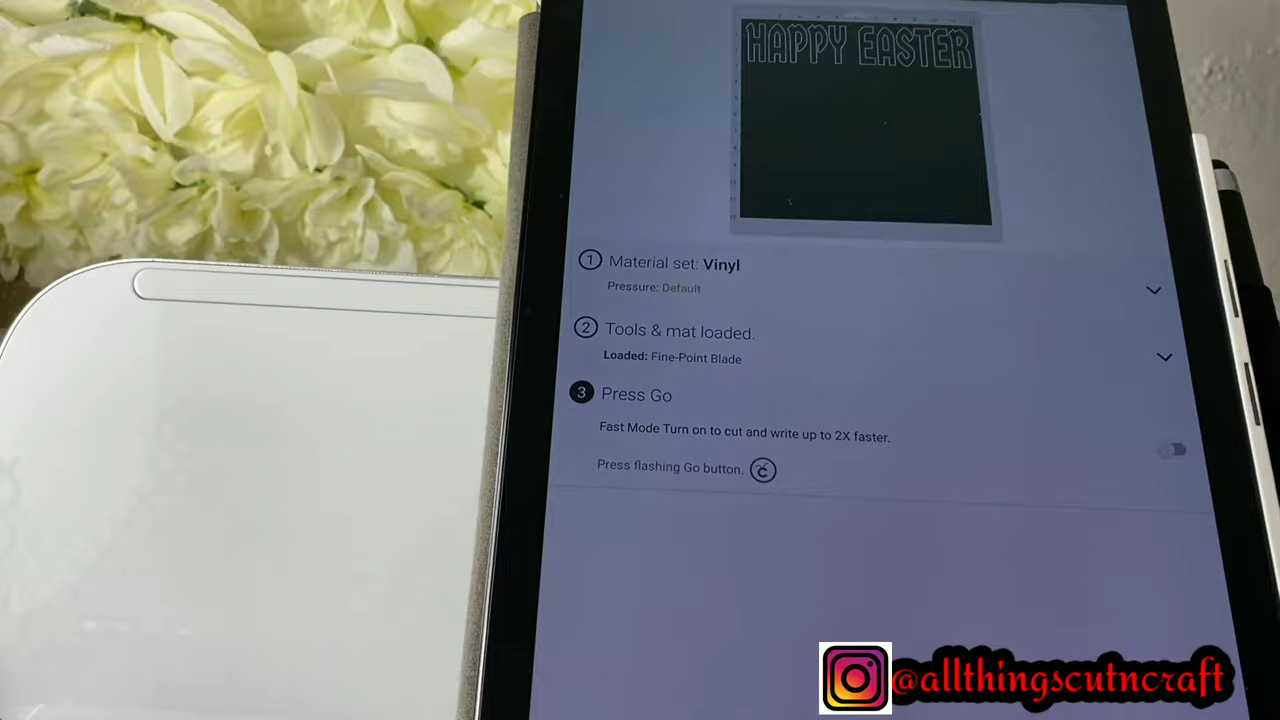 HAPPY EASTER
1 Material set: Vinyl
Pressure: Default
2 Tools & mat loaded.
Loaded: Fine-Point Blade
3 Press Go
Fast Mode Turn on to cut and write up to 2X faster.
Press flashing Go button. C
@allthingscutncraft